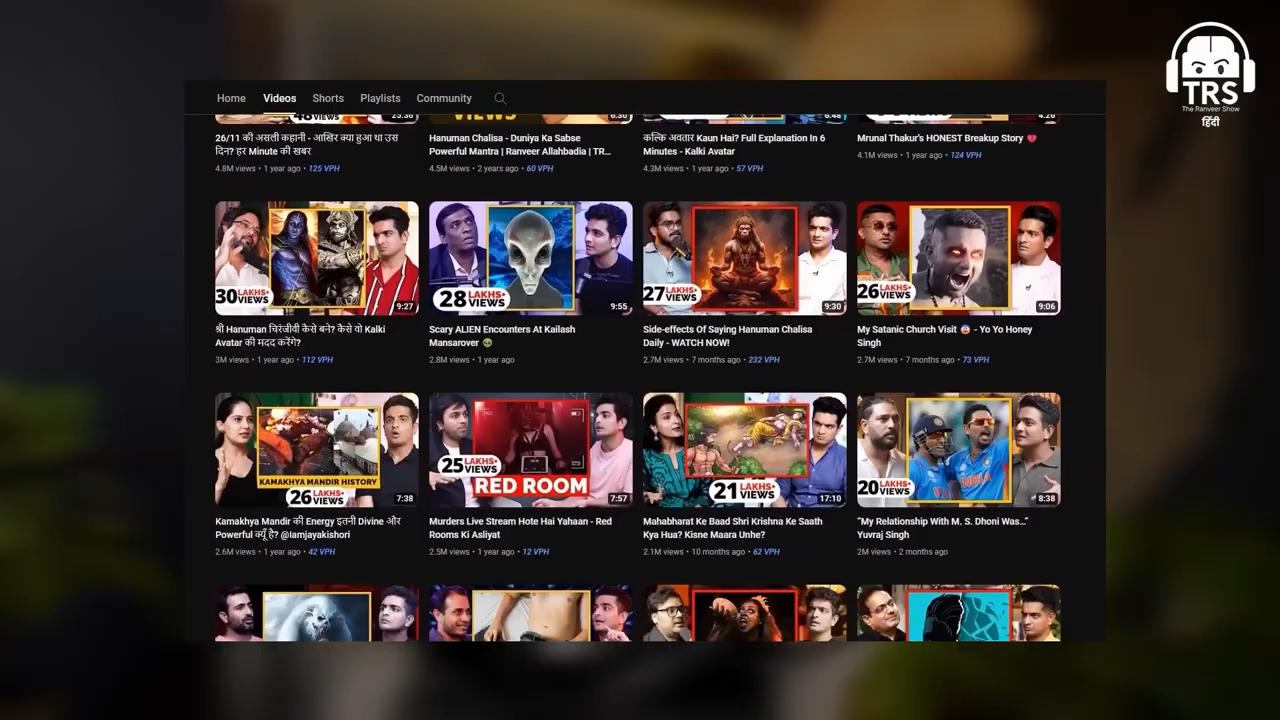 TRS
The Ranveer Show
हिंदी
Home Videos Shorts Playlists Community
26/11 की असली कहानी - आखिर क्या हुआ था उस
दिन? हर Minute की खबर
4.8M views • 1 year ago • 125 VPH
VIEWS
Hanuman Chalisa - Duniya Ka Sabse
Powerful Mantra | Ranveer Allahbadia | TR...
4.5M views • 2 years ago • 60 VPH
कल्कि अवतार Kaun Hai? Full Explanation In 6
Minutes - Kalki Avatar
4.3M views • 1 year ago • 57 VPH
Mrunal Thakur's HONEST Breakup Story 💔
4.1M views • 1 year ago • 124 VPH
30 LAKHS+
VIEWS
9:27
श्री Hanuman चिरंजीवी कैसे बने? कैसे वो Kalki
Avatar की मदद करेंगे?
3M views • 1 year ago • 112 VPH
28 LAKHS+
VIEWS
9:55
Scary ALIEN Encounters At Kailash
Mansarovar 👽
2.8M views • 1 year ago
27 LAKHS+
VIEWS
9:30
Side-effects Of Saying Hanuman Chalisa
Daily - WATCH NOW!
2.7M views • 7 months ago • 232 VPH
26 LAKHS+
VIEWS
9:06
My Satanic Church Visit 😨 - Yo Yo Honey
Singh
2.7M views • 7 months ago • 73 VPH
KAMAKHYA MANDIR HISTORY
26 LAKHS+
VIEWS
7:38
Kamakhya Mandir की Energy इतनी Divine और
Powerful क्यूँ है? @Iamjayakishori
2.6M views • 1 year ago • 42 VPH
25 LAKHS+
VIEWS
RED ROOM
7:57
Murders Live Stream Hote Hai Yahaan - Red
Rooms Ki Asliyat
2.5M views • 1 year ago • 12 VPH
21 LAKHS+
VIEWS
17:10
Mahabharat Ke Baad Shri Krishna Ke Saath
Kya Hua? Kisne Maara Unhe?
2.1M views • 10 months ago • 62 VPH
INDIA
20 LAKHS+
VIEWS
8:38
"My Relationship With M. S. Dhoni Was..."
Yuvraj Singh
2M views • 2 months ago